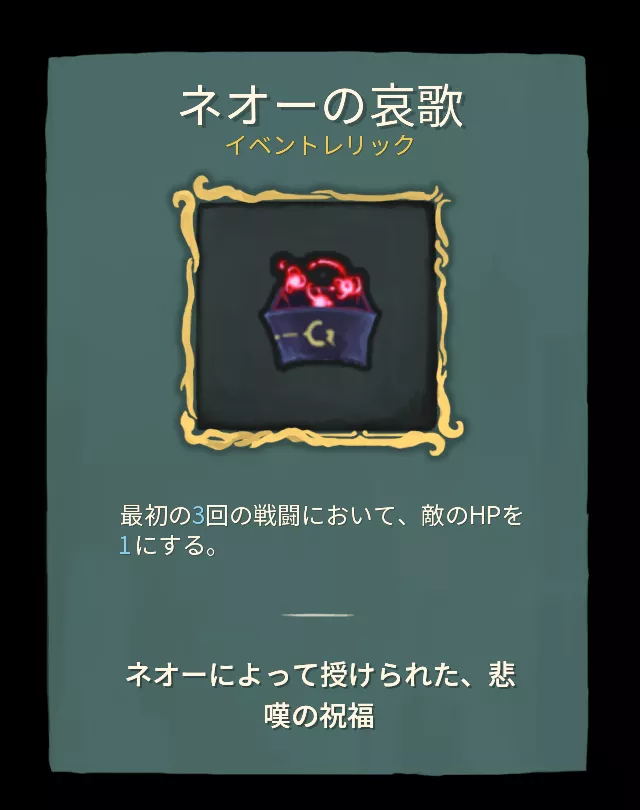 ネオーの哀歌
イベントレリック
最初の3回の戦闘において、敵のHPを
1にする。
ネオーによって授けられた、悲
嘆の祝福